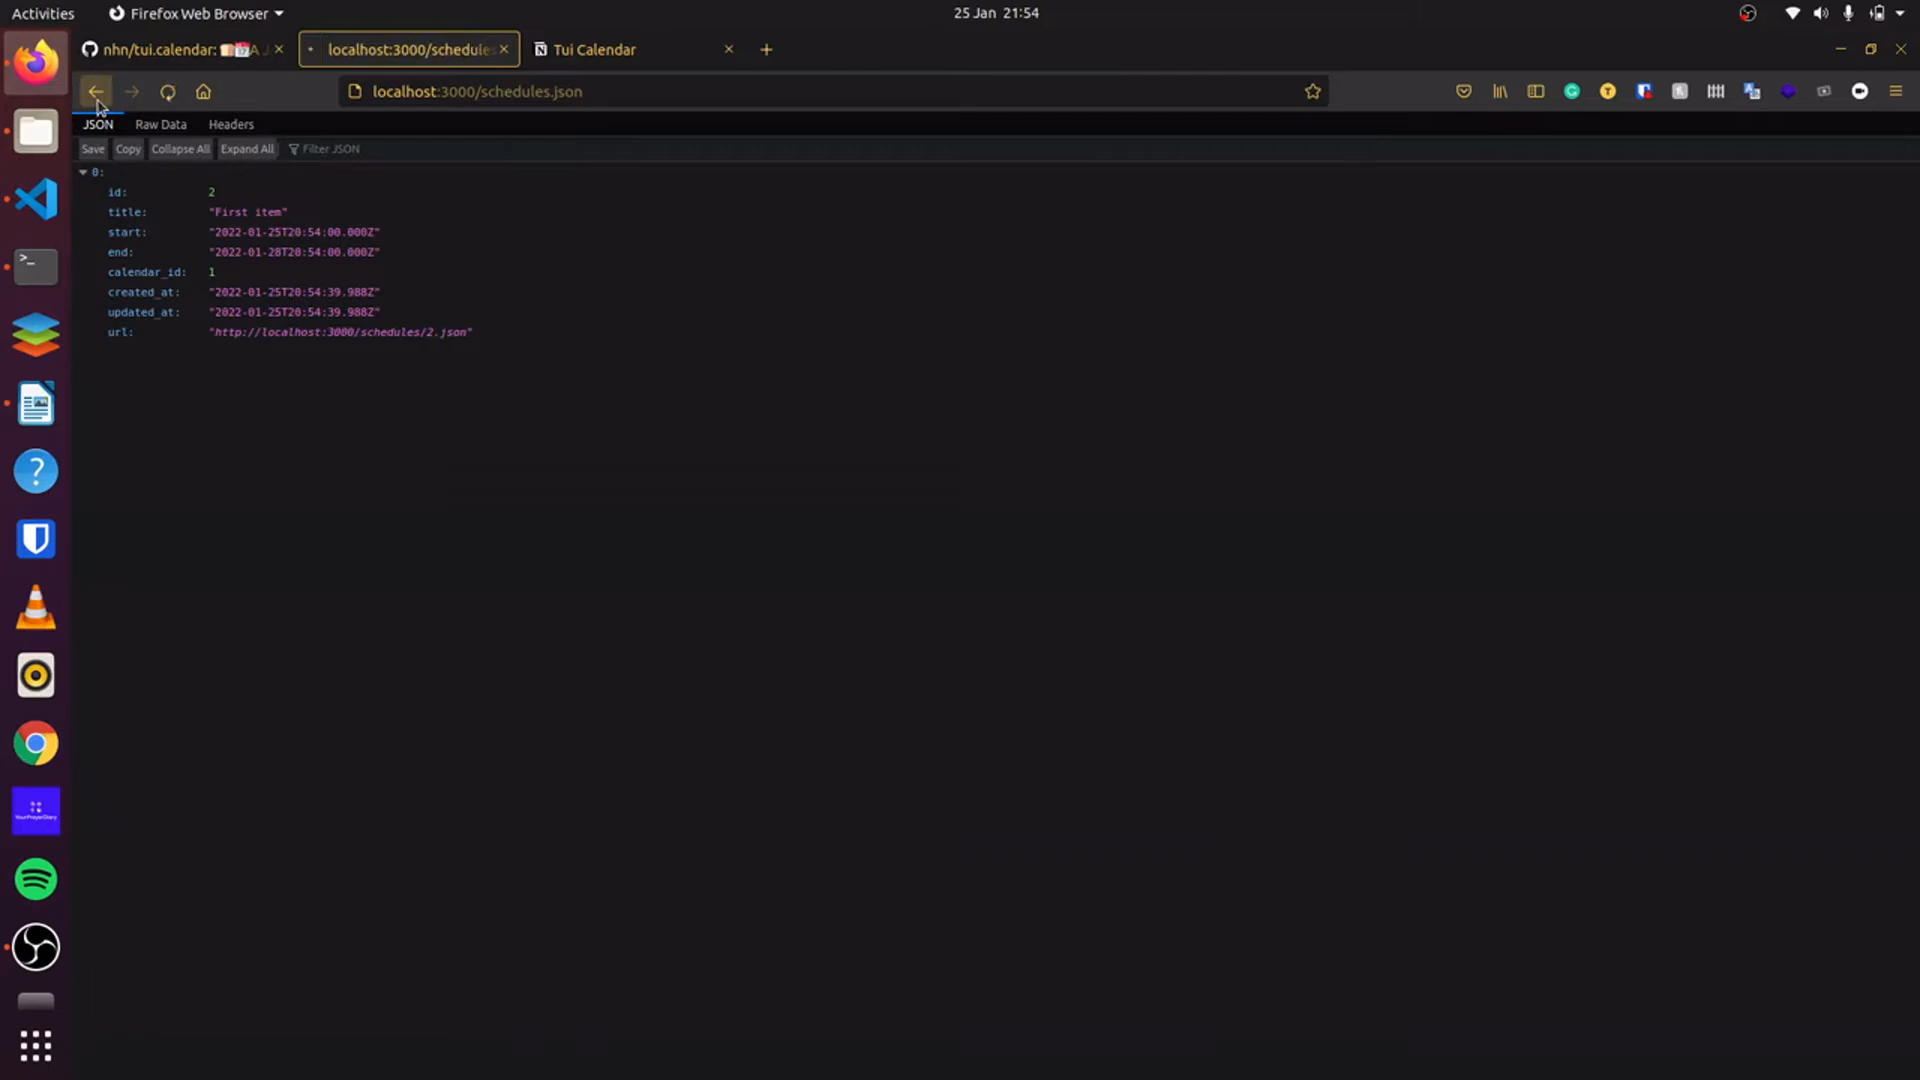 Activities Firefox Web Browser 25 Jan 21:54
nhn/tui.calendar: A J localhost:3000/schedules Tui Calendar
localhost:3000/schedules.json
JSON Raw Data Headers
Save Copy Collapse All Expand All Filter JSON
0:
id: 2
title: "First item"
start: "2022-01-25T20:54:00.000Z"
end: "2022-01-28T20:54:00.000Z"
calendar_id: 1
created_at: "2022-01-25T20:54:39.988Z"
updated_at: "2022-01-25T20:54:39.988Z"
url: "http://localhost:3000/schedules/2.json"
YourPrayerDiary